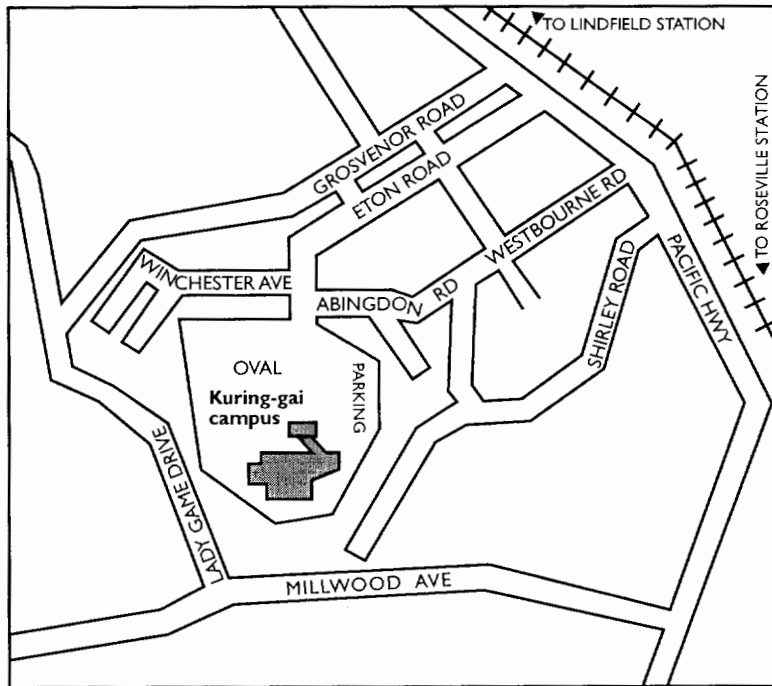 TO LINDFIELD STATION
TO ROSEVILLE STATION
GROSVENOR ROAD
ETON ROAD
WESTBOURNE RD
WINCHESTER AVE
ABINGDON RD
SHIRLEY ROAD
PACIFIC HWY
OVAL
PARKING
Kuring-gai
campus
LADY GAME DRIVE
MILLWOOD AVE